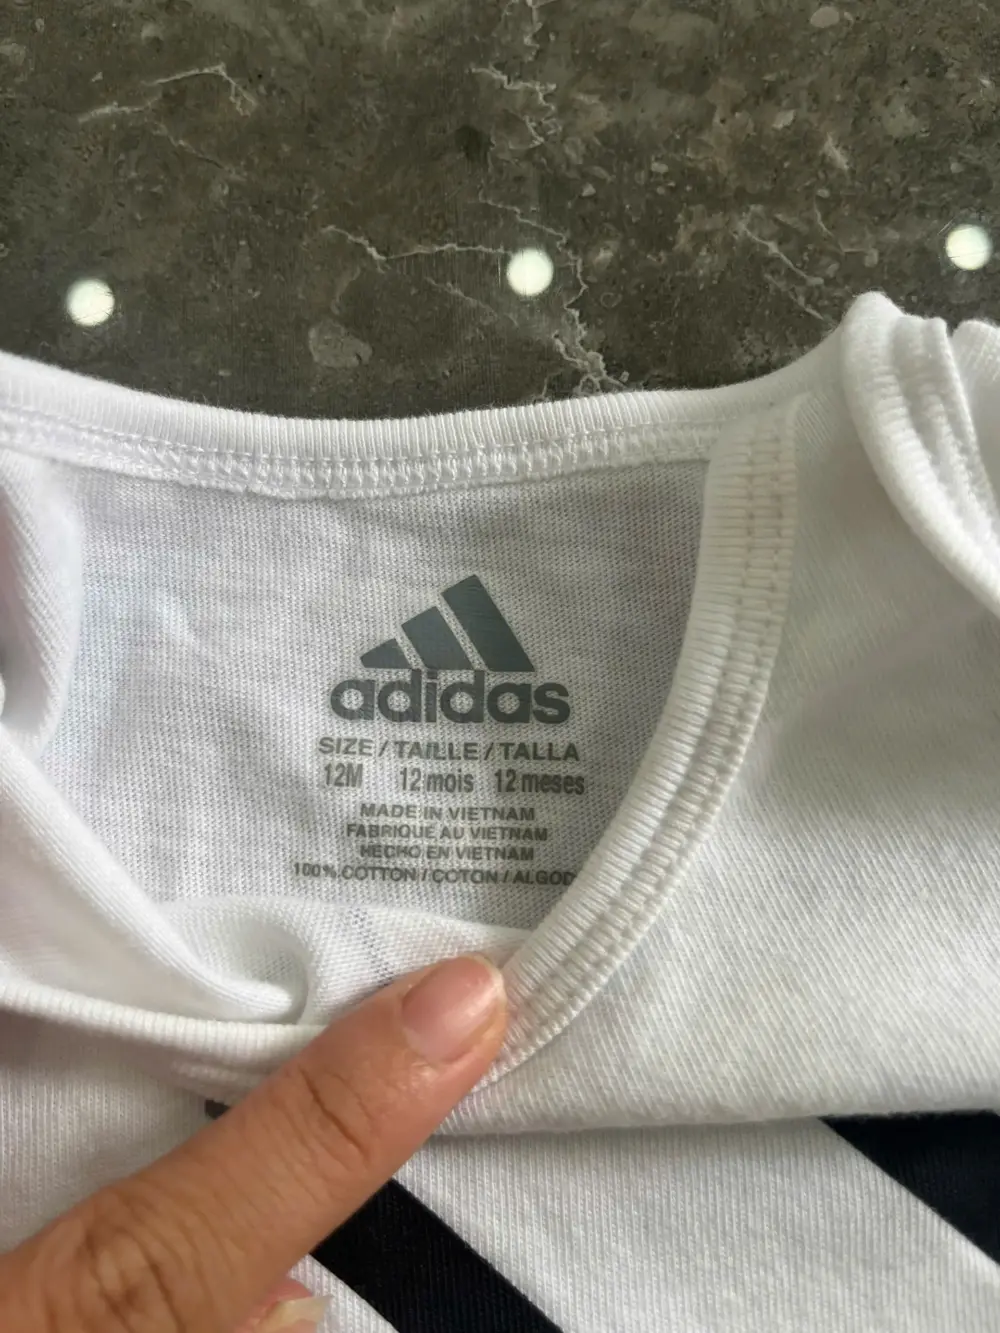 adidas
SIZE / TAILLE / TALLA
12M 12 mois 12 meses
MADE IN VIETNAM
FABRIQUÉ AU VIETNAM
HECHO EN VIETNAM
100% COTTON / COTON / ALGOD